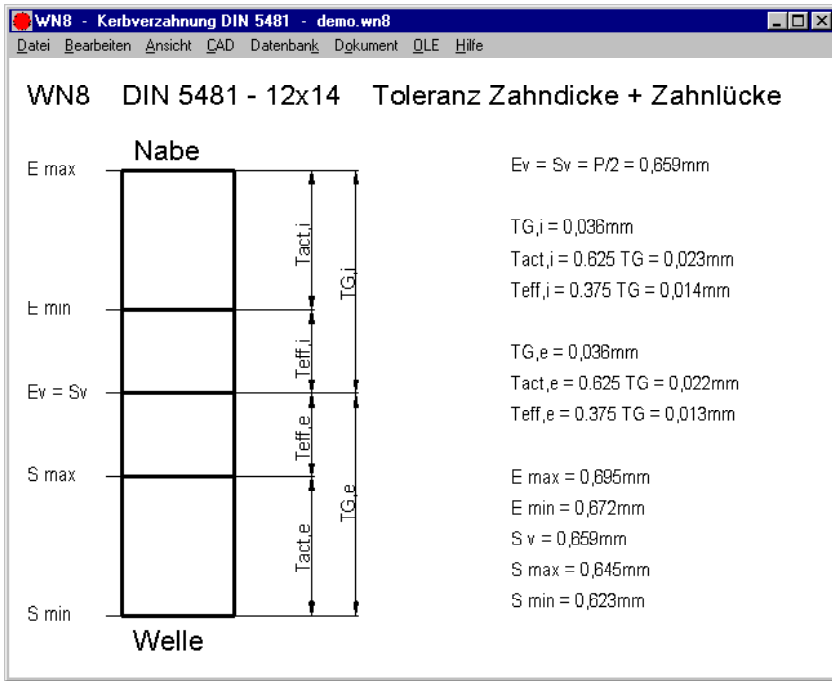 WN8 - Kerbverzahnung DIN 5481 - demo.wn8
Datei Bearbeiten Ansicht CAD Datenbank Dokument OLE Hilfe
WN8 DIN 5481 - 12x14 Toleranz Zahndicke + Zahnlücke
Nabe
E max
E min
Ev = Sv
S max
S min
Welle
Tact,i
TG,i
Teff,i
Teff,e
TG,e
Tact,e
Ev = Sv = P/2 = 0,659mm
TG,i = 0,036mm
Tact,i = 0.625 TG = 0,023mm
Teff,i = 0.375 TG = 0,014mm
TG,e = 0,036mm
Tact,e = 0.625 TG = 0,022mm
Teff,e = 0.375 TG = 0,013mm
E max = 0,695mm
E min = 0,672mm
S v = 0,659mm
S max = 0,645mm
S min = 0,623mm